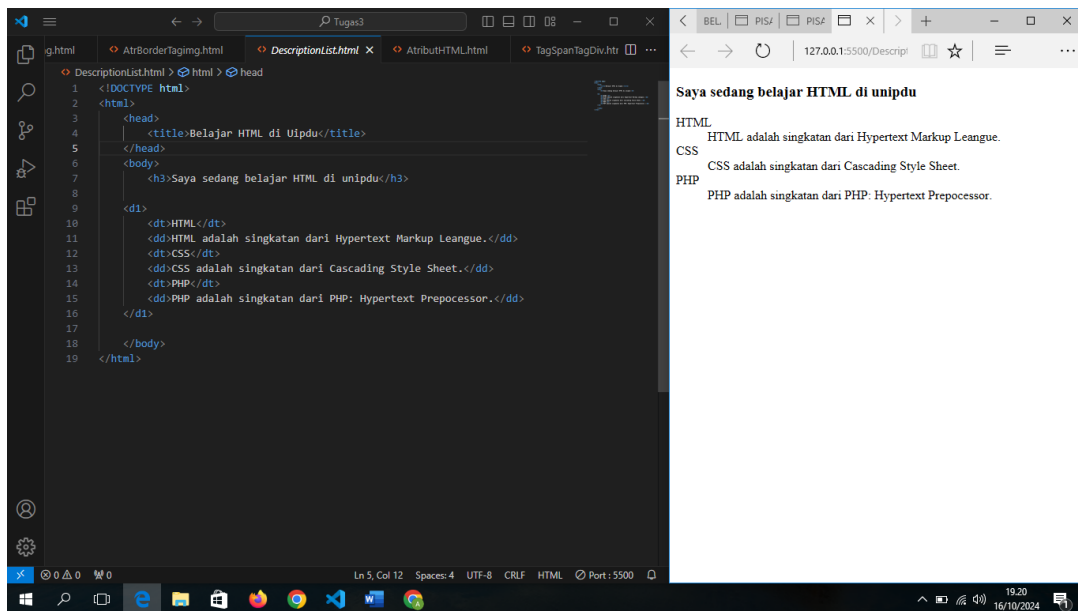 Tugas3
g.html AtrBorderTagimg.html DescriptionList.html AtributHTML.html TagSpanTagDiv.htr
DescriptionList.html > html > head
1 <!DOCTYPE html>
2 <html>
3 <head>
4 <title>Belajar HTML di Uipdu</title>
5 </head>
6 <body>
7 <h3>Saya sedang belajar HTML di unipdu</h3>
8
9 <d1>
10 <dt>HTML</dt>
11 <dd>HTML adalah singkatan dari Hypertext Markup Leangue.</dd>
12 <dt>CSS</dt>
13 <dd>CSS adalah singkatan dari Cascading Style Sheet.</dd>
14 <dt>PHP</dt>
15 <dd>PHP adalah singkatan dari PHP: Hypertext Prepocessor.</dd>
16 </d1>
17
18 </body>
19 </html>
0 0 0 Ln 5, Col 12 Spaces: 4 UTF-8 CRLF HTML Port : 5500
BEL. PISA PISA
127.0.0.1:5500/Descript
Saya sedang belajar HTML di unipdu
HTML
HTML adalah singkatan dari Hypertext Markup Leangue.
CSS
CSS adalah singkatan dari Cascading Style Sheet.
PHP
PHP adalah singkatan dari PHP: Hypertext Prepocessor.
19.20
16/10/2024